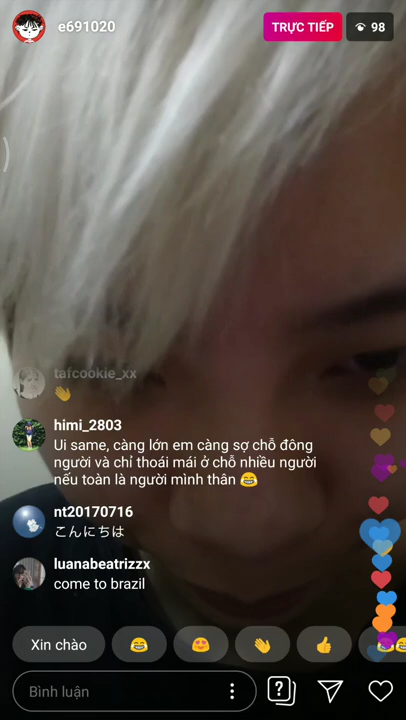 e691020
TRỰC TIẾP
98
tafcookie_xx
👋
himi_2803
Ui same, càng lớn em càng sợ chỗ đông
người và chỉ thoái mái ở chỗ nhiều người
nếu toàn là người mình thân 😂
nt20170716
こんにちは
luanabeatrizzx
come to brazil
Xin chào
Bình luận